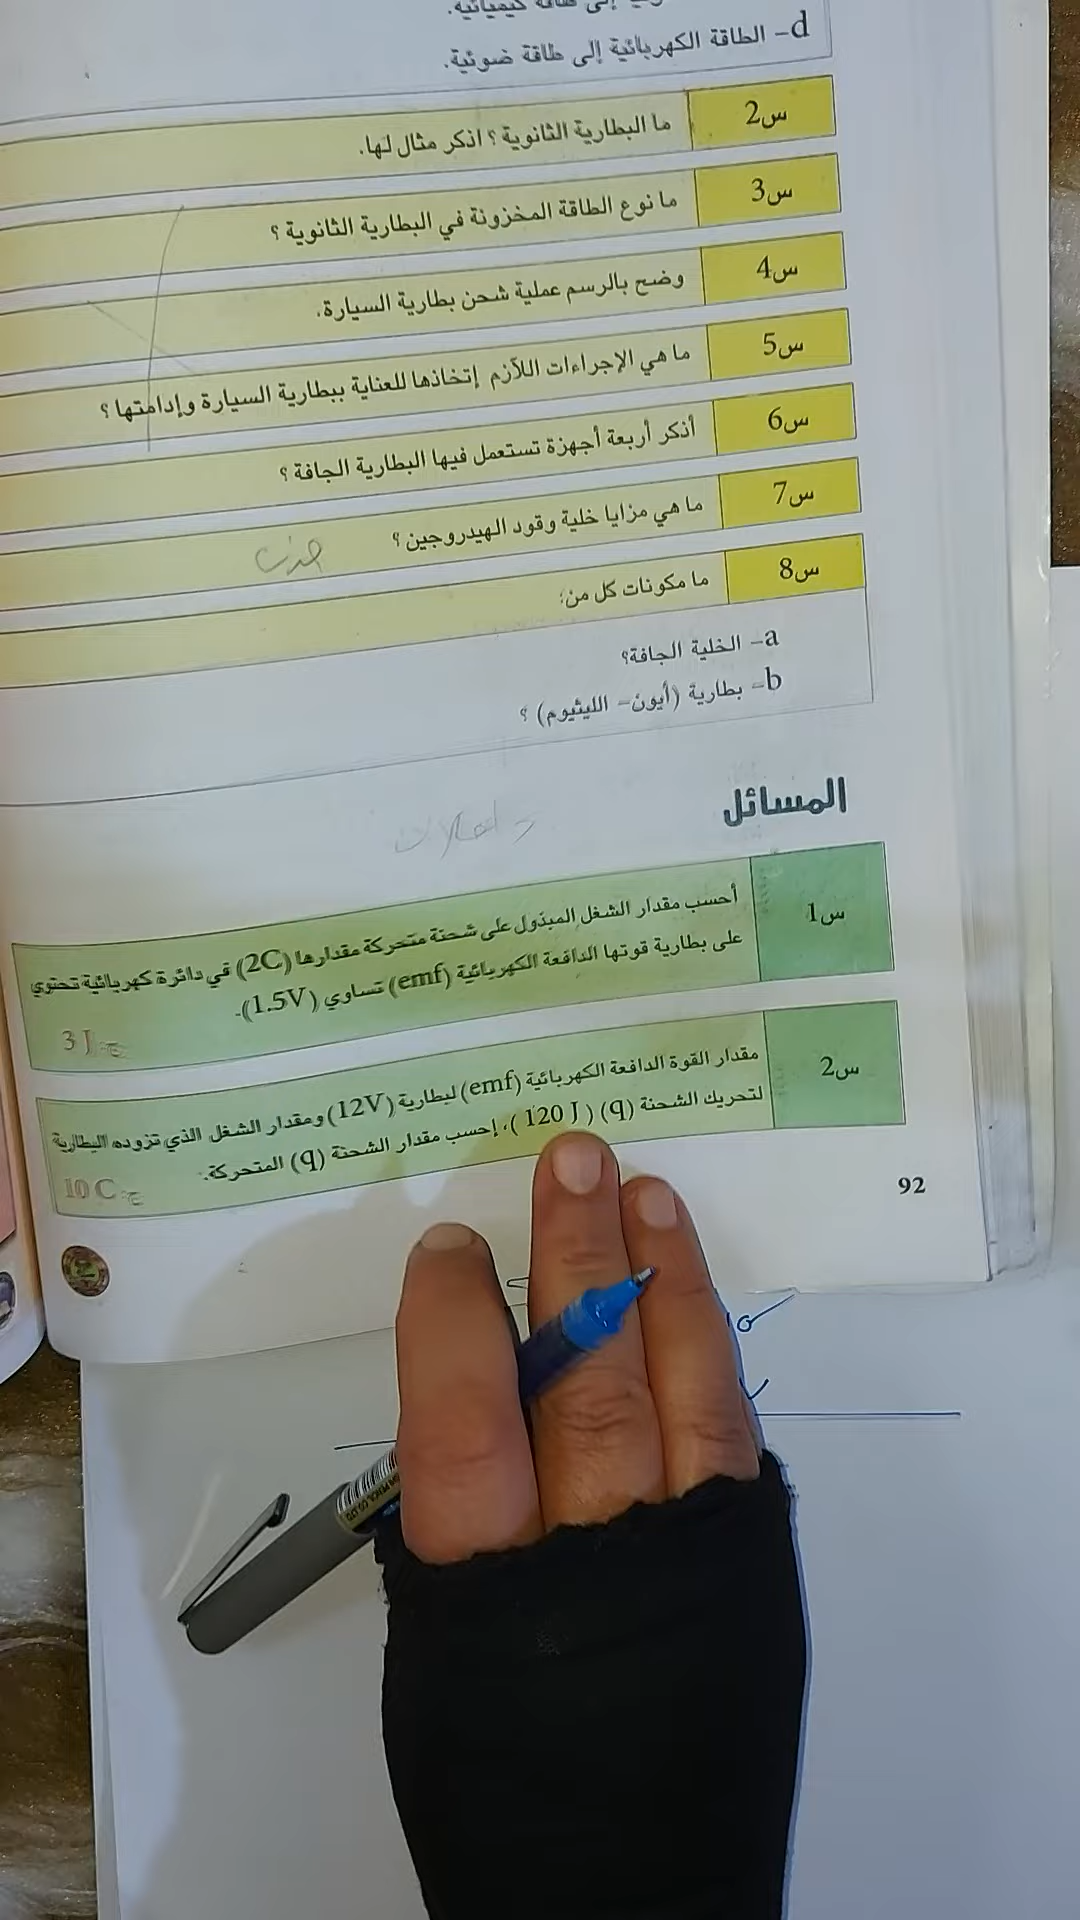 إلى طاقة كيميائية.
d- الطاقة الكهربائية إلى طاقة ضوئية.
س2 ما البطارية الثانوية ؟ اذكر مثال لها.
س3 ما نوع الطاقة المخزونة في البطارية الثانوية ؟
س4 وضح بالرسم عملية شحن بطارية السيارة.
س5 ما هي الإجراءات اللآزم إتخاذها للعناية ببطارية السيارة وإدامتها ؟
س6 أذكر أربعة أجهزة تستعمل فيها البطارية الجافة ؟
س7 ما هي مزايا خلية وقود الهيدروجين ؟
س8 ما مكونات كل من:
a- الخلية الجافة؟
b- بطارية (أيون- الليثيوم) ؟
المسائل
س1 أحسب مقدار الشغل المبذول على شحنة متحركة مقدارها (2C) في دائرة كهربائية تحتوي
على بطارية قوتها الدافعة الكهربائية (emf) تساوي (1.5V).
ج: 3 J
س2 مقدار القوة الدافعة الكهربائية (emf) لبطارية (12V) ومقدار الشغل الذي تزوده البطارية
لتحريك الشحنة (q) (120 J)، إحسب مقدار الشحنة (q) المتحركة.
ج: 10 C
92